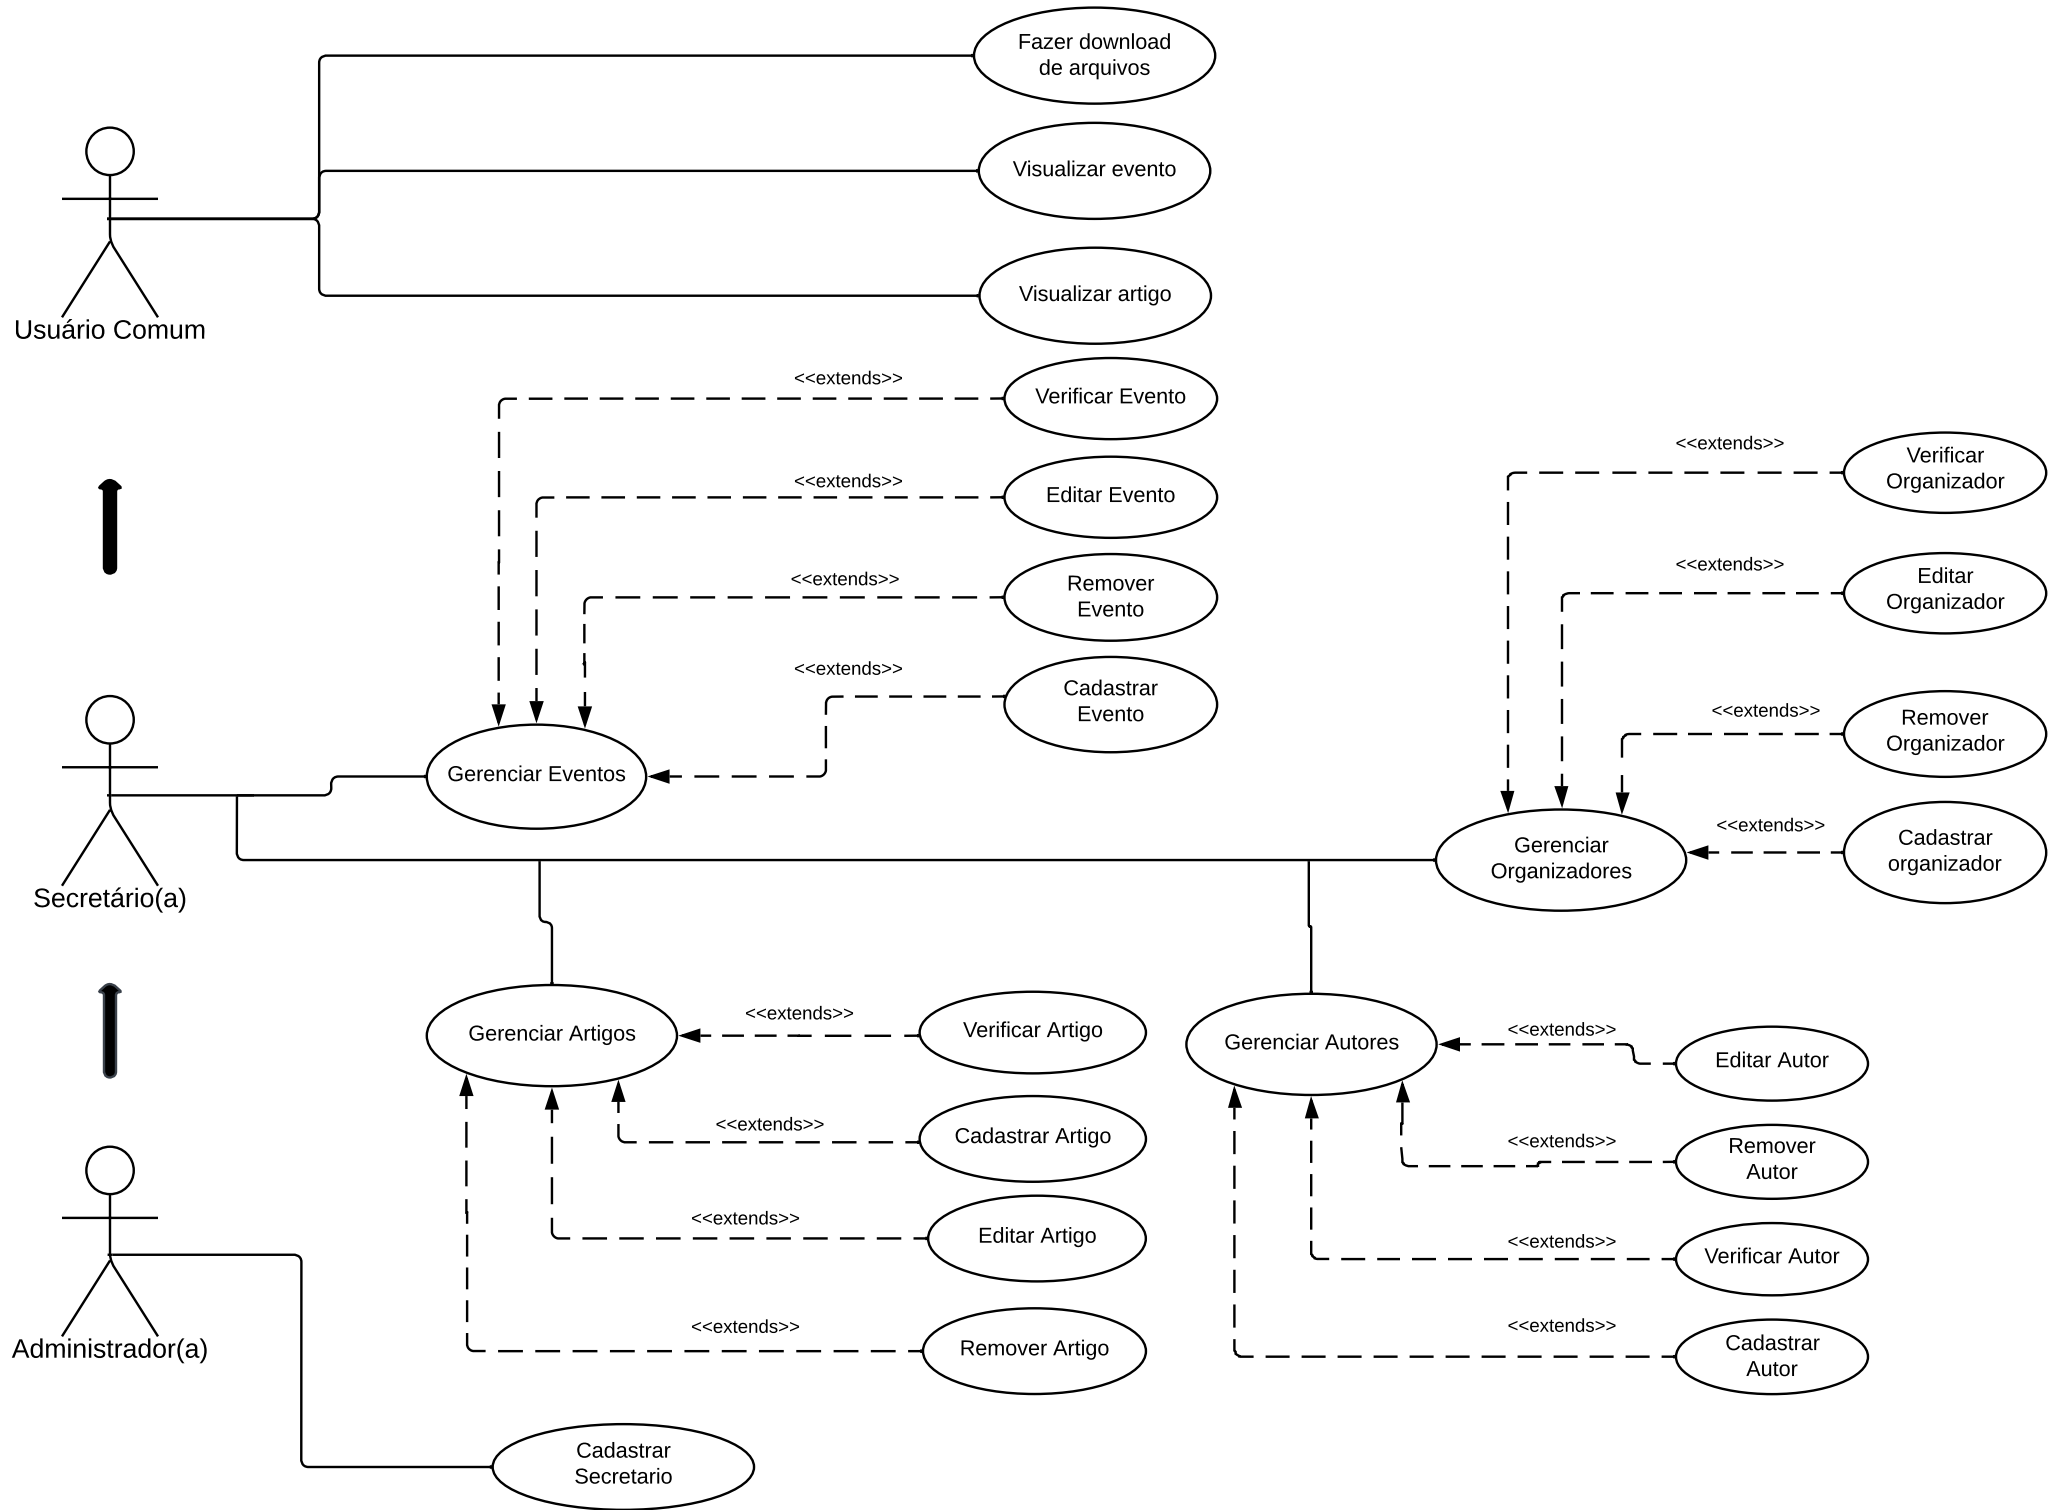 Fazer download
de arquivos
Visualizar evento
Visualizar artigo
Usuário Comum
<<extends>>
Verificar Evento
<<extends>>
Editar Evento
<<extends>>
Remover
Evento
<<extends>>
Cadastrar
Evento
<<extends>>
Verificar
Organizador
<<extends>>
Editar
Organizador
<<extends>>
Remover
Organizador
<<extends>>
Cadastrar
organizador
Gerenciar Eventos
Gerenciar
Organizadores
Secretário(a)
Gerenciar Artigos
<<extends>>
Verificar Artigo
<<extends>>
Cadastrar Artigo
<<extends>>
Editar Artigo
<<extends>>
Remover Artigo
Gerenciar Autores
<<extends>>
Editar Autor
<<extends>>
Remover
Autor
<<extends>>
Verificar Autor
<<extends>>
Cadastrar
Autor
Administrador(a)
Cadastrar
Secretario